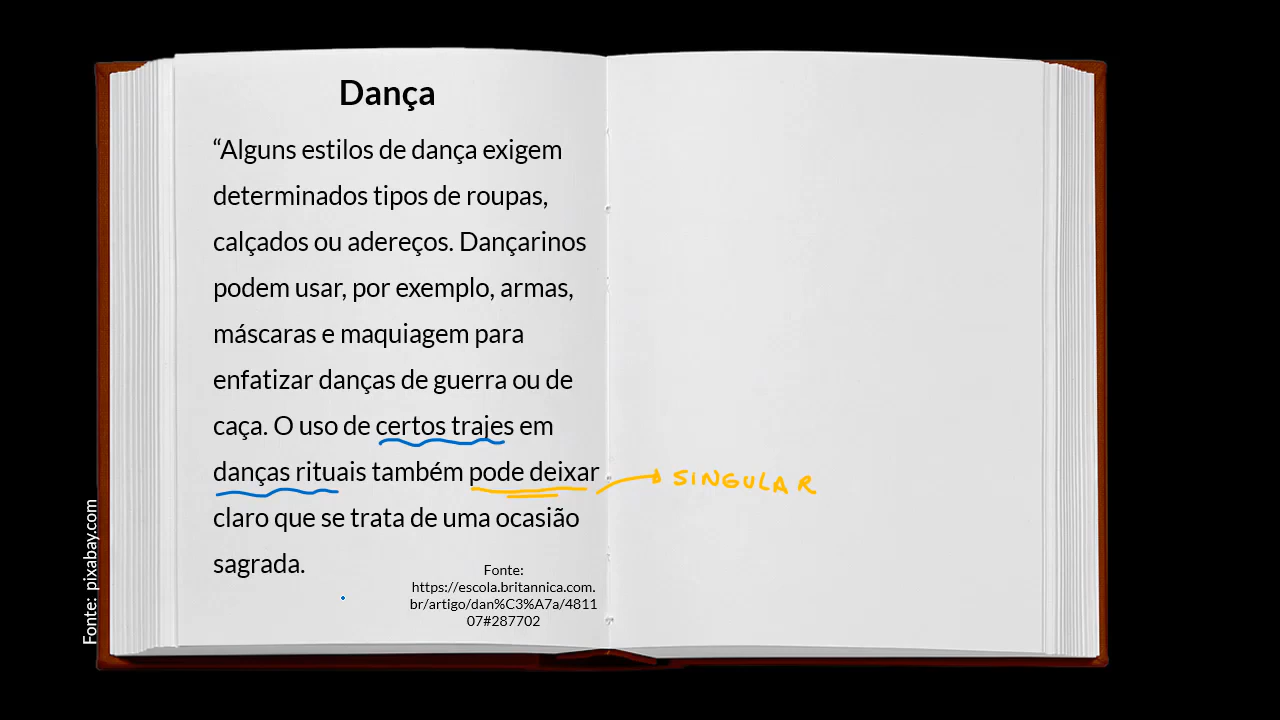 Dança
“Alguns estilos de dança exigem
determinados tipos de roupas,
calçados ou adereços. Dançarinos
podem usar, por exemplo, armas,
máscaras e maquiagem para
enfatizar danças de guerra ou de
caça. O uso de certos trajes em
danças rituais também pode deixar
SINGULAR
claro que se trata de uma ocasião
sagrada.
Fonte:
https://escola.britannica.com.
br/artigo/dan%C3%A7a/4811
07#287702
Fonte: pixabay.com